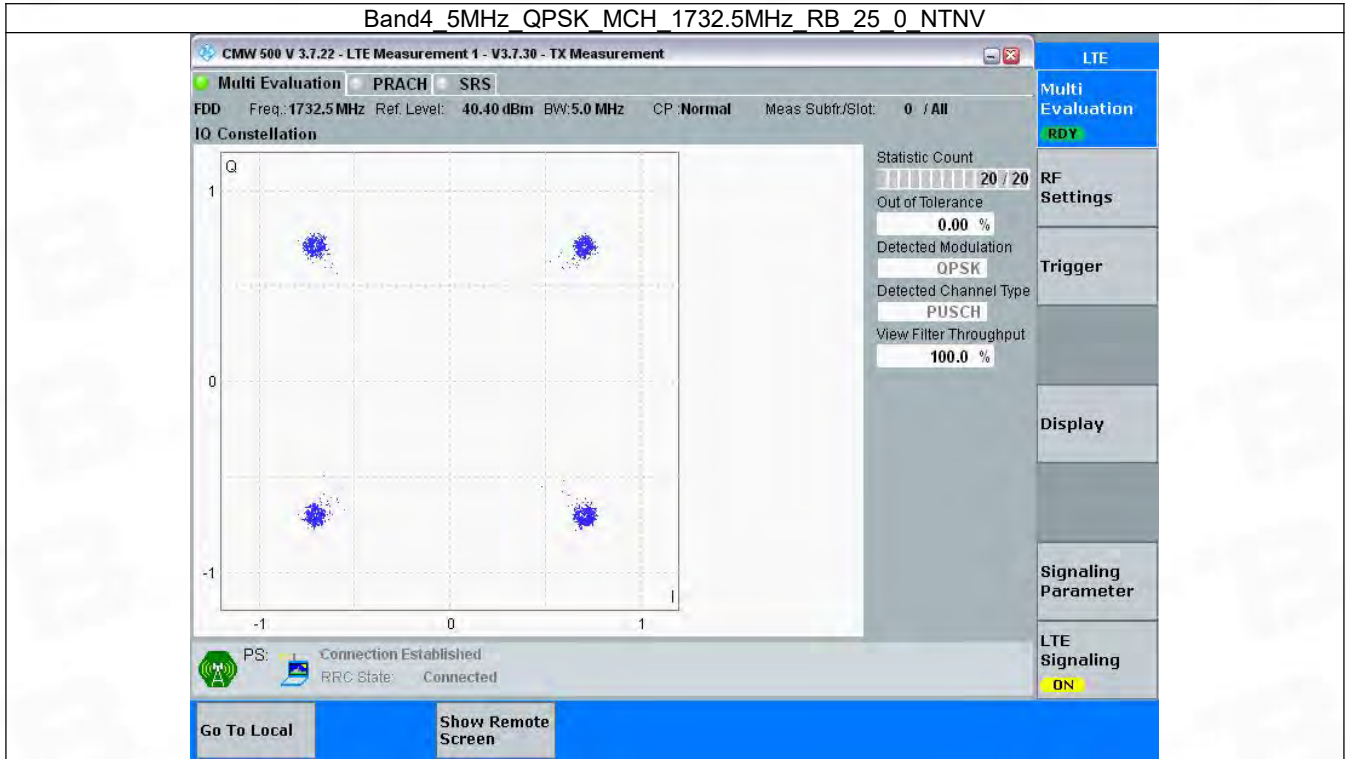 Band4_5MHz_QPSK_MCH_1732.5MHz_RB_25_0_NTNV
CMW 500 V 3.7.22 - LTE Measurement 1 - V3.7.30 - TX Measurement
LTE
Multi Evaluation PRACH SRS
Multi
Evaluation
RDY
FDD Freq.:1732.5 MHz Ref. Level: 40.40 dBm BW:5.0 MHz CP :Normal Meas Subfr./Slot: 0 / All
IQ Constellation
Q
1
0
-1
I
-1 0 1
Statistic Count
20 / 20
Out of Tolerance
0.00 %
Detected Modulation
QPSK
Detected Channel Type
PUSCH
View Filter Throughput
100.0 %
RF
Settings
Trigger
Display
Signaling
Parameter
LTE
Signaling
ON
PS: Connection Established
RRC State: Connected
Go To Local
Show Remote
Screen